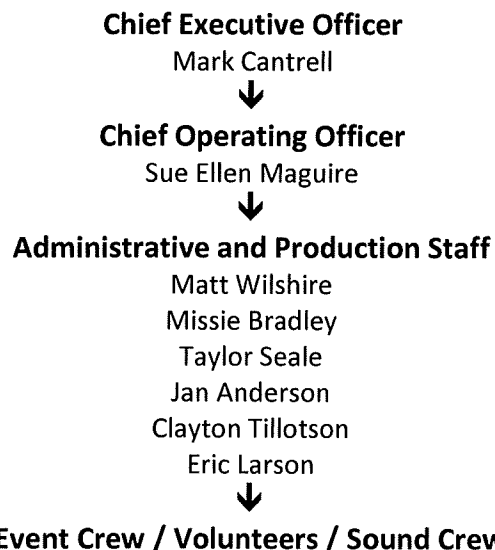 Chief Executive Officer
Mark Cantrell
Chief Operating Officer
Sue Ellen Maguire
Administrative and Production Staff
Matt Wilshire
Missie Bradley
Taylor Seale
Jan Anderson
Clayton Tillotson
Eric Larson
Event Crew / Volunteers / Sound Crew